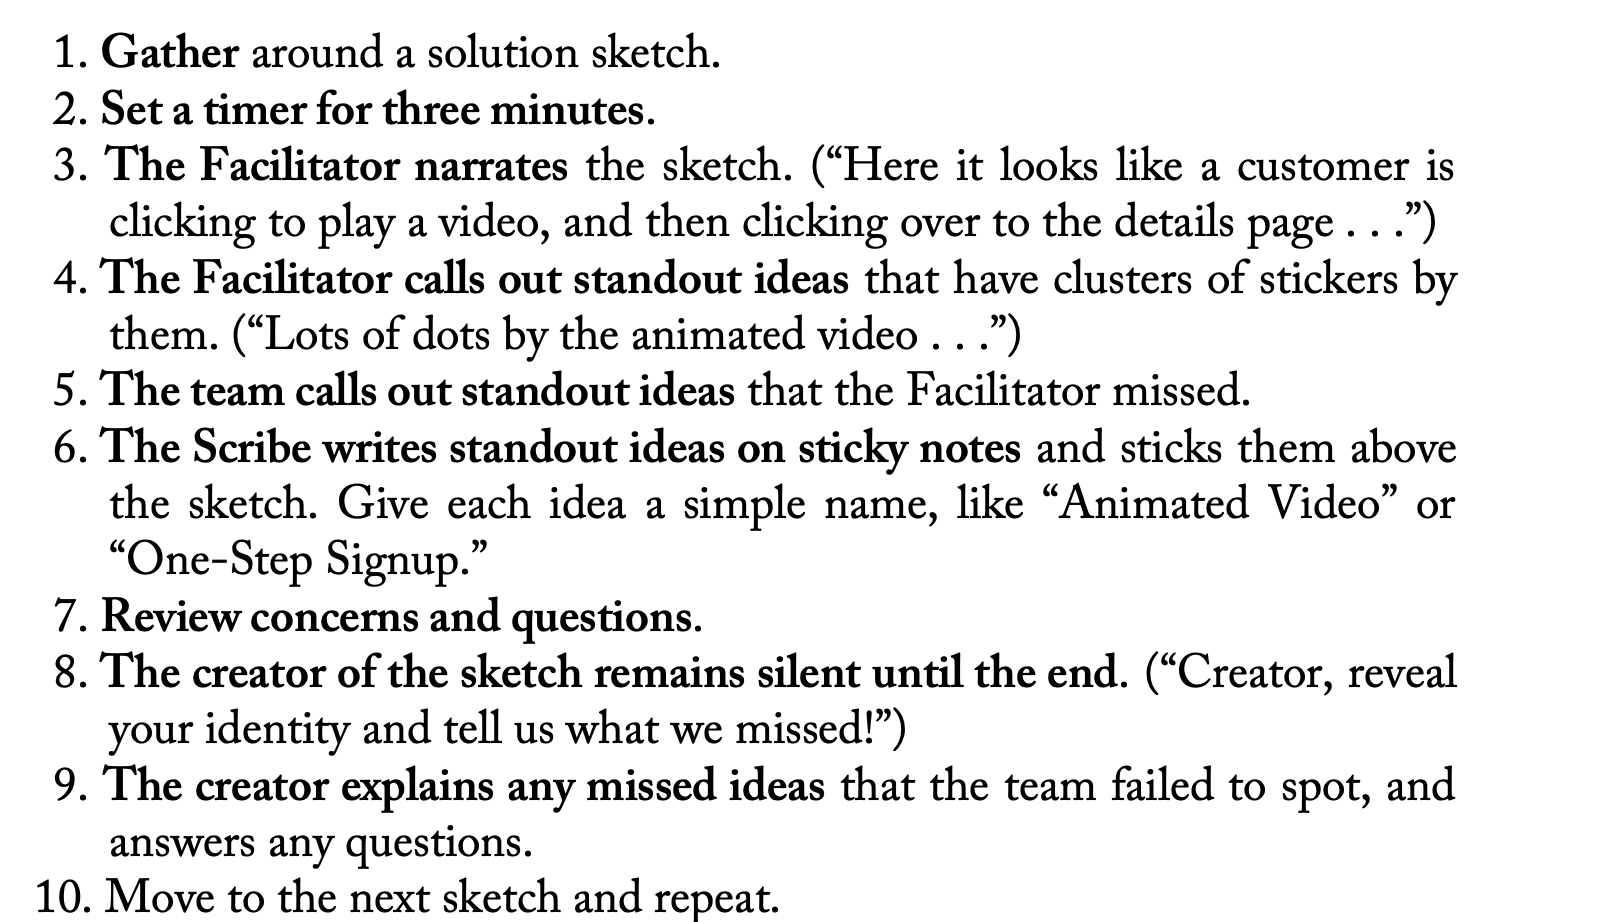 1. Gather around a solution sketch.
2. Set a timer for three minutes.
3. The Facilitator narrates the sketch. (“Here it looks like a customer is
clicking to play a video, and then clicking over to the details page . . .”)
4. The Facilitator calls out standout ideas that have clusters of stickers by
them. (“Lots of dots by the animated video . . .”)
5. The team calls out standout ideas that the Facilitator missed.
6. The Scribe writes standout ideas on sticky notes and sticks them above
the sketch. Give each idea a simple name, like “Animated Video” or
“One-Step Signup.”
7. Review concerns and questions.
8. The creator of the sketch remains silent until the end. (“Creator, reveal
your identity and tell us what we missed!”)
9. The creator explains any missed ideas that the team failed to spot, and
answers any questions.
10. Move to the next sketch and repeat.